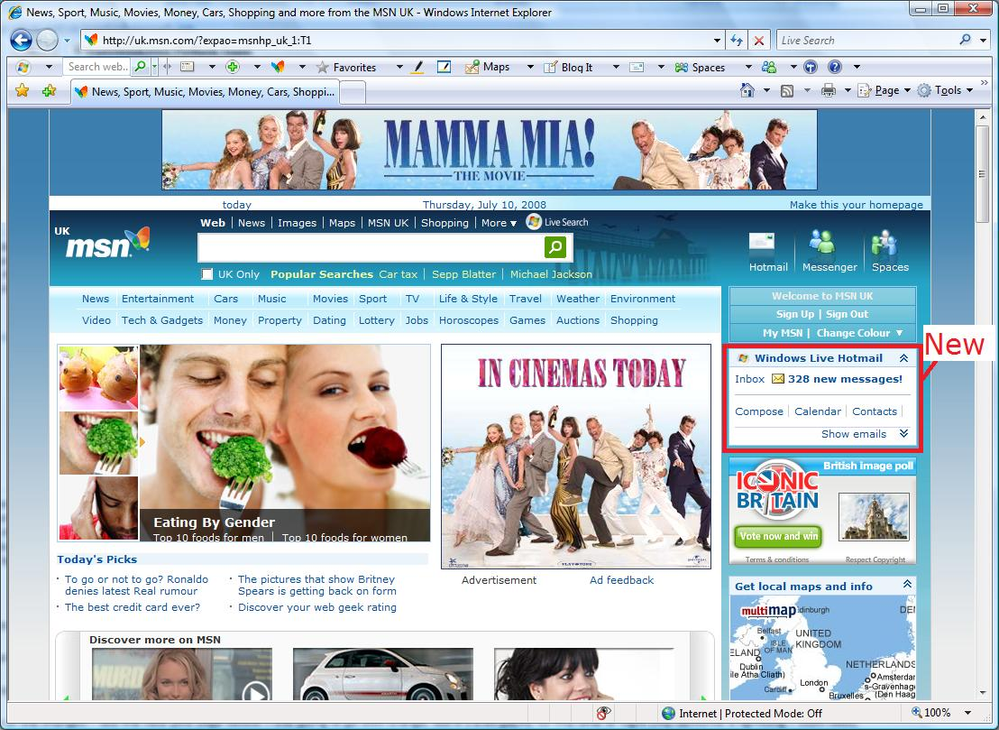 News, Sport, Music, Movies, Money, Cars, Shopping and more from the MSN UK - Windows Internet Explorer
http://uk.msn.com/?expao=msnhp_uk_1:T1
Live Search
Search web...
Favorites
Maps
Blog It
Spaces
News, Sport, Music, Movies, Money, Cars, Shoppi...
Page
Tools
MAMMA MIA!
THE MOVIE
today
Thursday, July 10, 2008
Make this your homepage
UK
msn
Web | News | Images | Maps | MSN UK | Shopping | More
Live Search
UK Only Popular Searches Car tax | Sepp Blatter | Michael Jackson
Hotmail
Messenger
Spaces
News | Entertainment | Cars | Music | Movies | Sport | TV | Life & Style | Travel | Weather | Environment
Video | Tech & Gadgets | Money | Property | Dating | Lottery | Jobs | Horoscopes | Games | Auctions | Shopping
Welcome to MSN UK
Sign Up | Sign Out
My MSN | Change Colour
New
Windows Live Hotmail
Inbox 328 new messages!
Compose | Calendar | Contacts |
Show emails
Eating By Gender
Top 10 foods for men | Top 10 foods for women
IN CINEMAS TODAY
Advertisement
Ad feedback
British image poll
ICONIC
BRITAIN
Vote now and win
Terms & conditions
Respect Copyright
Today's Picks
· To go or not to go? Ronaldo
denies latest Real rumour
· The best credit card ever?
· The pictures that show Britney
Spears is getting back on form
· Discover your web geek rating
Get local maps and info
multimap
dinburgh
DEN
Belfast
UNITED
KINGDOM
ISLE
OF MAN
ELAND
Dublin
ile Atha Cliath)
NETHERLANDS
Amsterda
s-Gravenhage
(Den Haag
Cardiff
London
Bruxelles
Discover more on MSN
Internet | Protected Mode: Off
100%